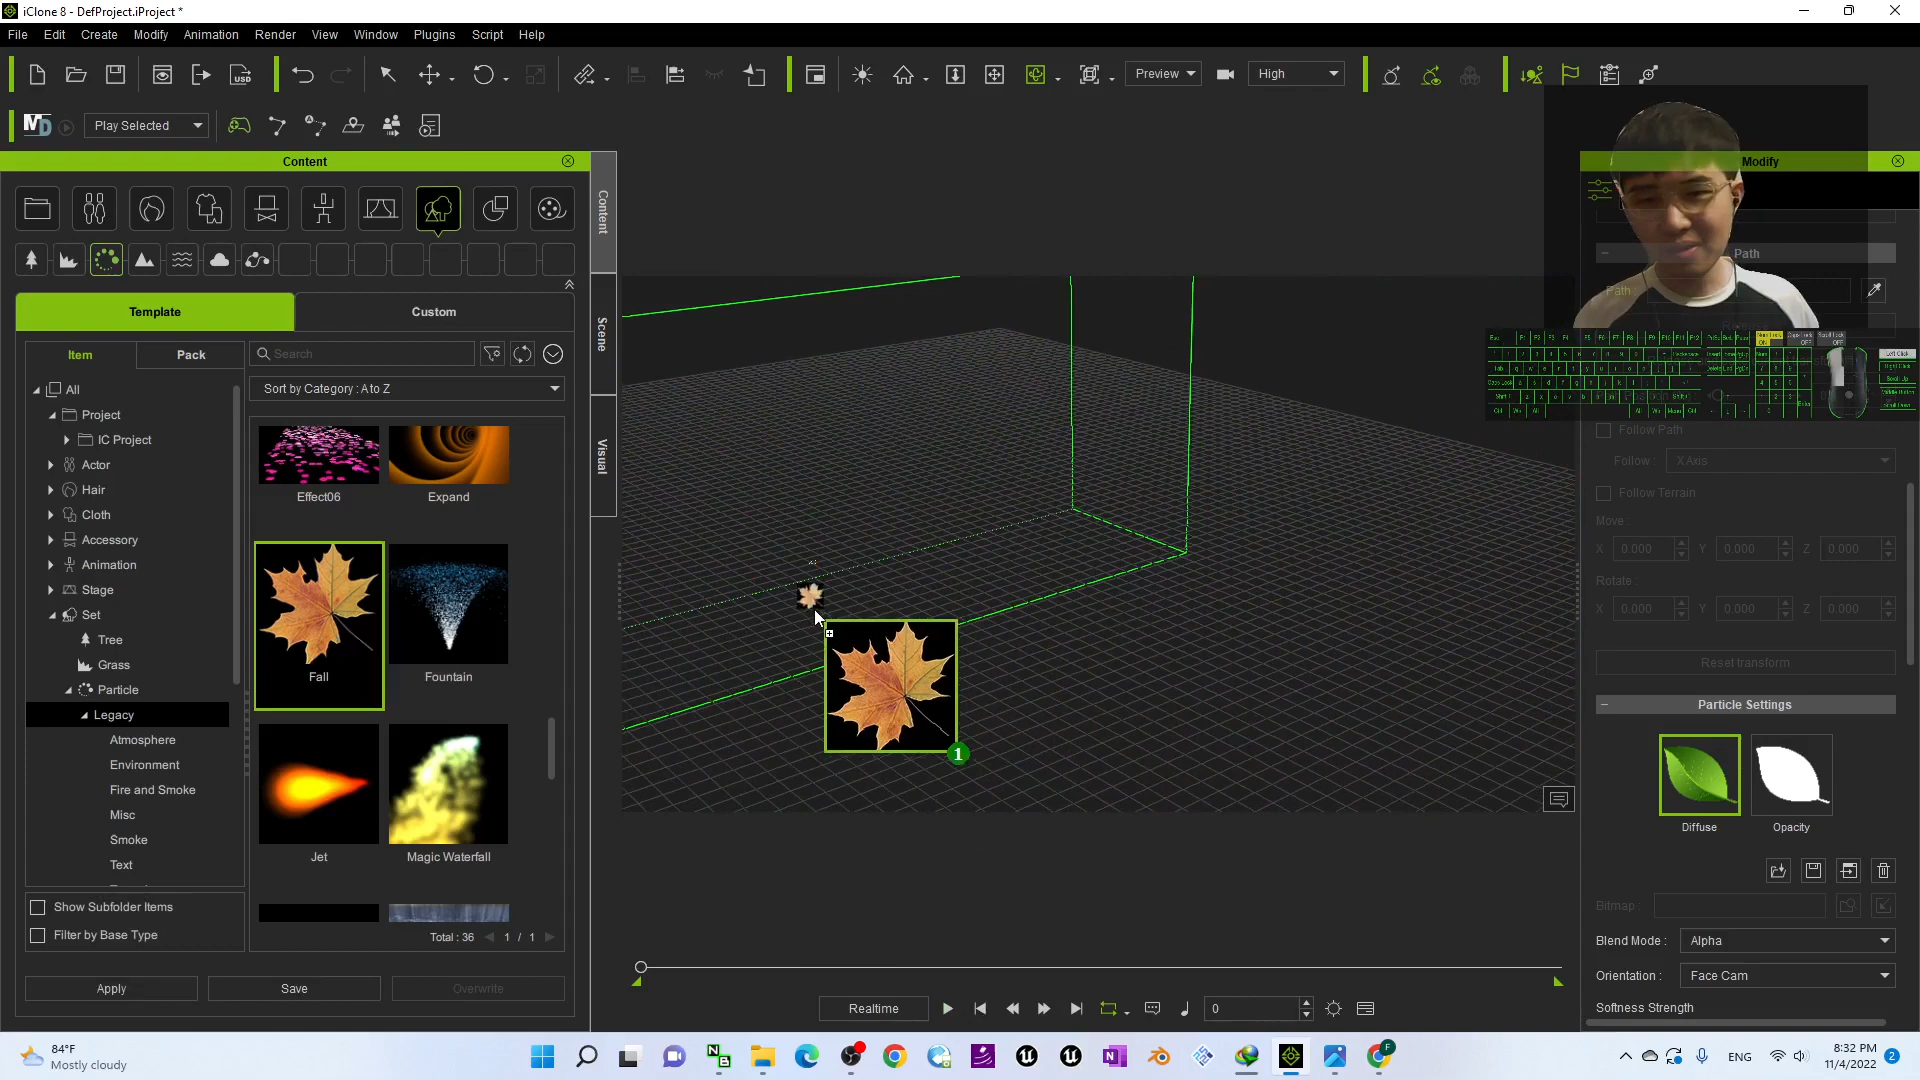 iClone 8 - DefProject.iProject *
File Edit Create Modify Animation Render View Window Plugins Script Help
USD
Preview
High
MD
Play Selected
Content
Modify
Content
Scene
Visual
Template
Custom
Item
Pack
Search
Sort by Category : A to Z
All
Project
IC Project
Actor
Hair
Cloth
Accessory
Animation
Stage
Set
Tree
Grass
Particle
Legacy
Atmosphere
Environment
Fire and Smoke
Misc
Smoke
Text
Show Subfolder Items
Filter by Base Type
Effect06
Expand
Fall
Fountain
Jet
Magic Waterfall
Total : 36
1 / 1
Apply
Save
Overwrite
1
Realtime
0
Path
Path :
Follow Path
Follow : X Axis
Follow Terrain
Move :
X 0.000 Y 0.000 Z 0.000
Rotate :
X 0.000 Y 0.000 Z 0.000
Reset transform
Particle Settings
Diffuse
Opacity
Bitmap :
Blend Mode : Alpha
Orientation : Face Cam
Softness Strength
84°F
Mostly cloudy
ENG
8:32 PM
11/4/2022
2